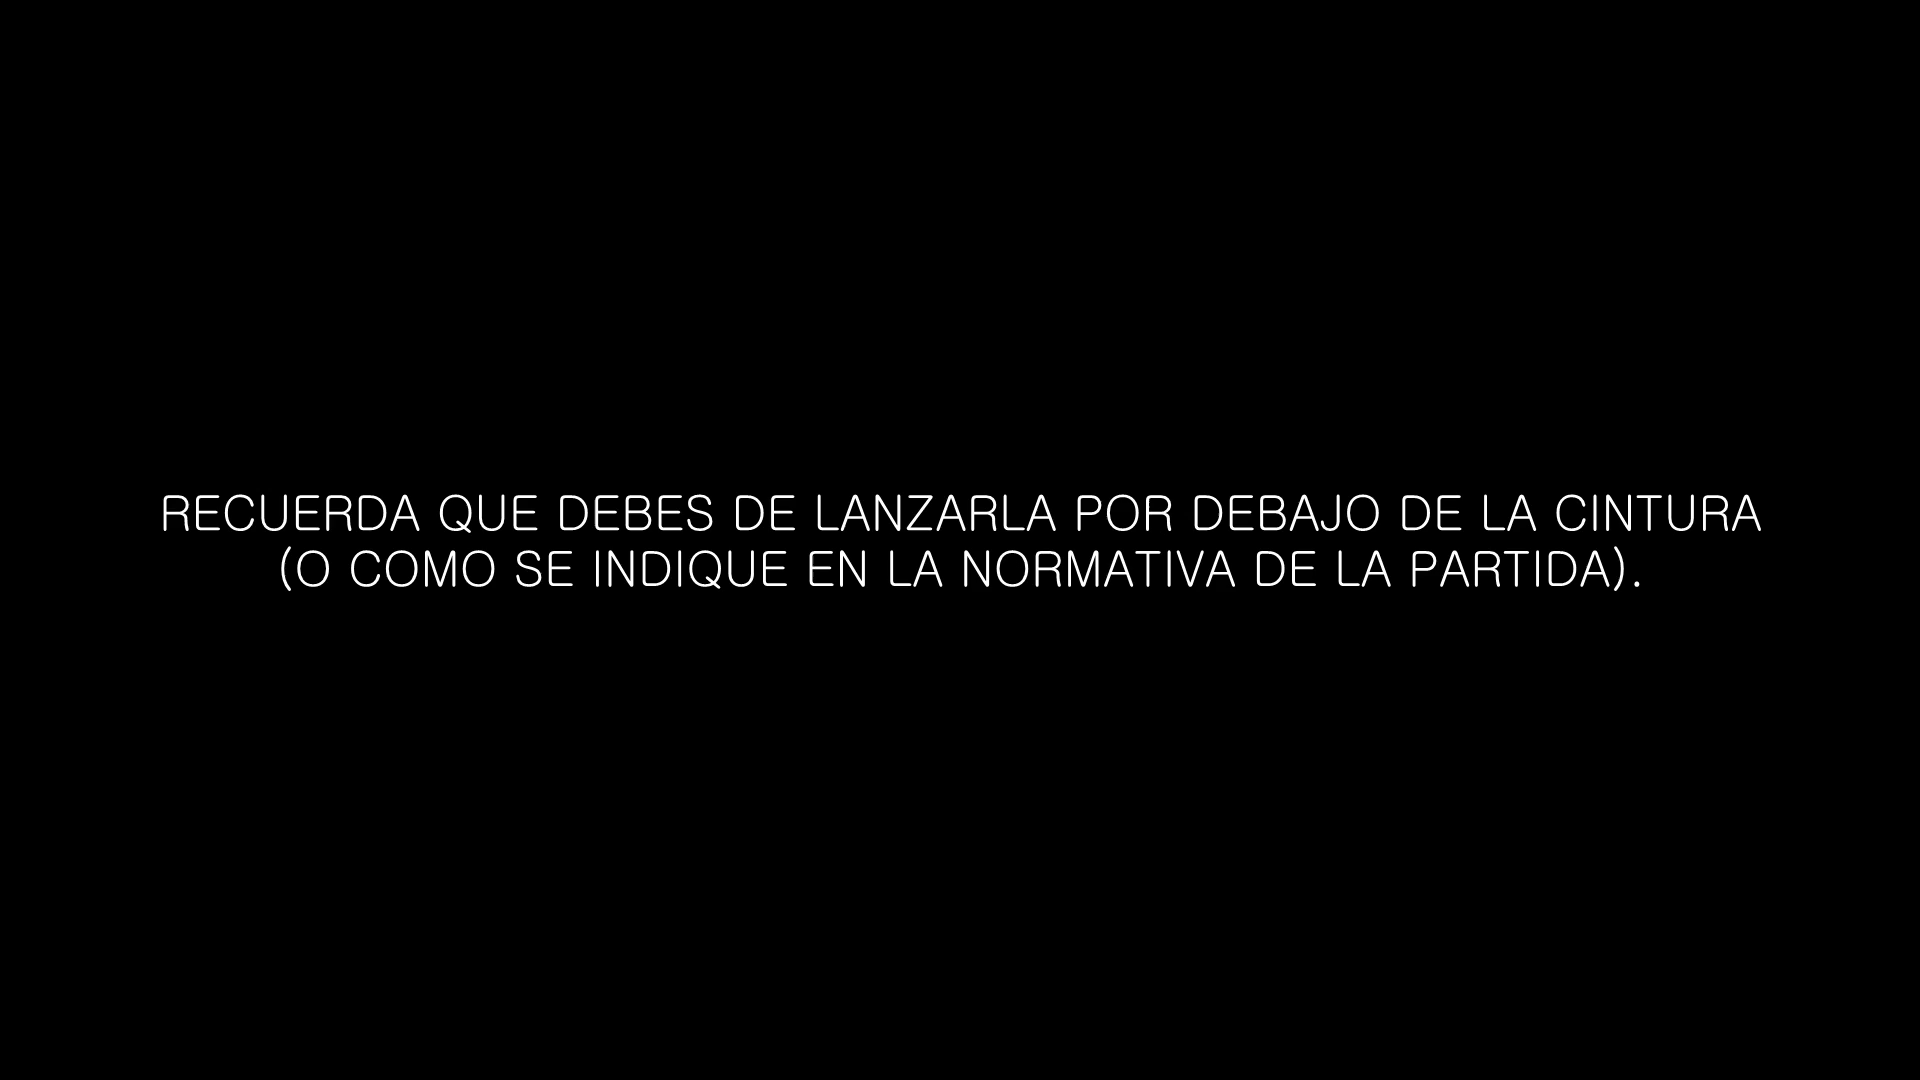 RECUERDA QUE DEBES DE LANZARLA POR DEBAJO DE LA CINTURA
(O COMO SE INDIQUE EN LA NORMATIVA DE LA PARTIDA).